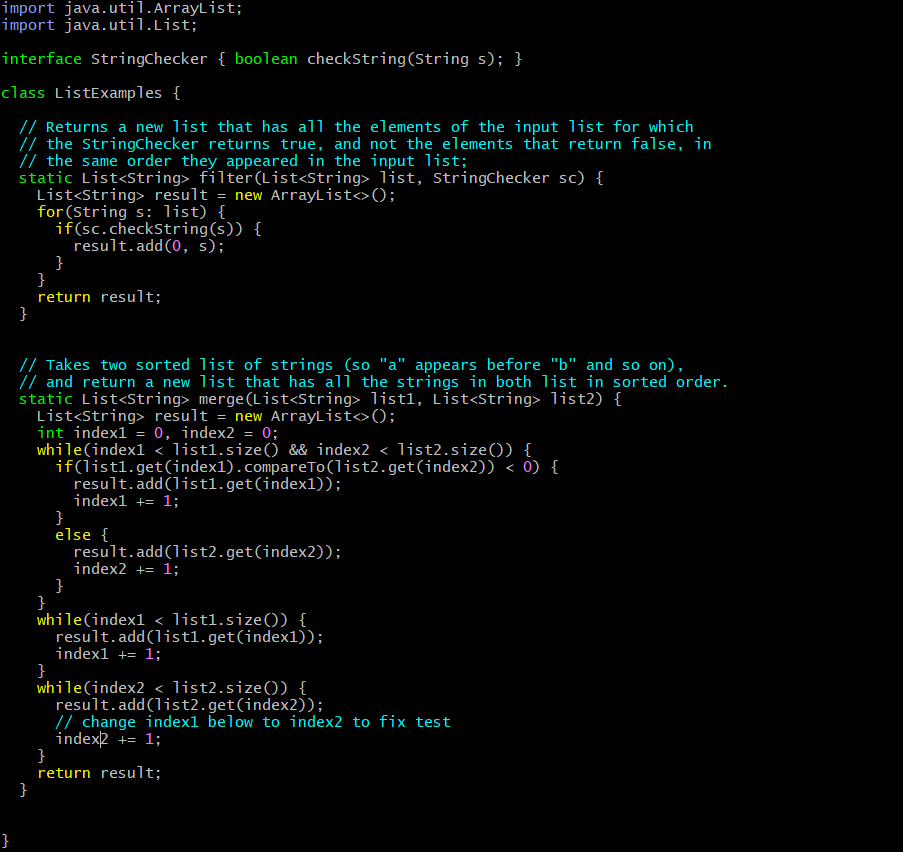 import java.util.ArrayList;
import java.util.List;

interface StringChecker { boolean checkString(String s); }

class ListExamples {

  // Returns a new list that has all the elements of the input list for which
  // the StringChecker returns true, and not the elements that return false, in
  // the same order they appeared in the input list;
  static List<String> filter(List<String> list, StringChecker sc) {
    List<String> result = new ArrayList<>();
    for(String s: list) {
      if(sc.checkString(s)) {
        result.add(0, s);
      }
    }
    return result;
  }


  // Takes two sorted list of strings (so "a" appears before "b" and so on),
  // and return a new list that has all the strings in both list in sorted order.
  static List<String> merge(List<String> list1, List<String> list2) {
    List<String> result = new ArrayList<>();
    int index1 = 0, index2 = 0;
    while(index1 < list1.size() && index2 < list2.size()) {
      if(list1.get(index1).compareTo(list2.get(index2)) < 0) {
        result.add(list1.get(index1));
        index1 += 1;
      }
      else {
        result.add(list2.get(index2));
        index2 += 1;
      }
    }
    while(index1 < list1.size()) {
      result.add(list1.get(index1));
      index1 += 1;
    }
    while(index2 < list2.size()) {
      result.add(list2.get(index2));
      // change index1 below to index2 to fix test
      index2 += 1;
    }
    return result;
  }


}